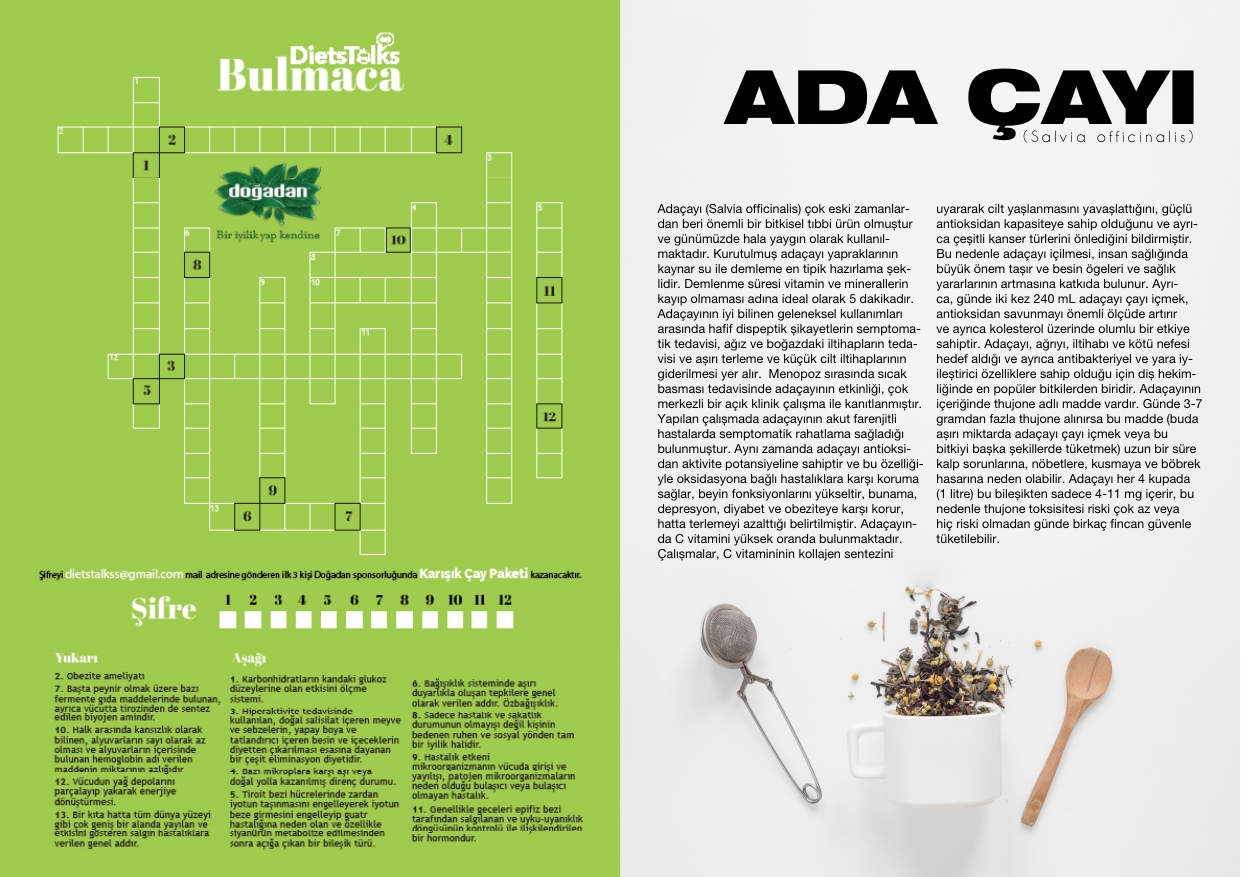 DietsTalks
Bulmaca
1
2
2
4
1
3
doğadan
Bir iyilik yap kendine
4
5
6
7
10
8
8
9
10
11
11
12
3
5
12
9
13
6
7
Şifreyi dietstalkss@gmail.com mail adresine gönderen ilk 3 kişi Doğadan sponsorluğunda Karışık Çay Paketi kazanacaktır.
Şifre
1 2 3 4 5 6 7 8 9 10 11 12
Yukarı
2. Obezite ameliyatı
7. Başta peynir olmak üzere bazı
fermente gıda maddelerinde bulunan,
ayrıca vücutta tirozinden de sentez
edilen biyojen amindir.
10. Halk arasında kansızlık olarak
bilinen, alyuvarların sayı olarak az
olması ve alyuvarların içerisinde
bulunan hemoglobin adı verilen
maddenin miktarının azlığıdır
12. Vücudun yağ depolarını
parçalayıp yakarak enerjiye
dönüştürmesi.
13. Bir kıta hatta tüm dünya yüzeyi
gibi çok geniş bir alanda yayılan ve
etkisini gösteren salgın hastalıklara
verilen genel addır.
Aşağı
1. Karbonhidratların kandaki glukoz
düzeylerine olan etkisini ölçme
sistemi.
3. Hiperaktivite tedavisinde
kullanılan, doğal salisilat içeren meyve
ve sebzelerin, yapay boya ve
tatlandırıcı içeren besin ve içeceklerin
diyetten çıkarılması esasına dayanan
bir çeşit eliminasyon diyetidir.
4. Bazı mikroplara karşı aşı veya
doğal yolla kazanılmış direnç durumu.
5. Tiroit bezi hücrelerinde zardan
iyotun taşınmasını engelleyerek iyotun
beze girmesini engelleyip guatr
hastalığına neden olan ve özellikle
siyanürün metabolize edilmesinden
sonra açığa çıkan bir bileşik türü.
6. Bağışıklık sisteminde aşırı
duyarlıkla oluşan tepkilere genel
olarak verilen addır. Özbağışıklık.
8. Sadece hastalık ve sakatlık
durumunun olmayışı değil kişinin
bedenen ruhen ve sosyal yönden tam
bir iyilik halidir.
9. Hastalık etkeni
mikroorganizmanın vücuda girişi ve
yayılışı, patojen mikroorganizmaların
neden olduğu bulaşıcı veya bulaşıcı
olmayan hastalık.
11. Genellikle geceleri epifiz bezi
tarafından salgılanan ve uyku-uyanıklık
döngüsünün kontrolü ile ilişkilendirilen
bir hormondur.
ADA ÇAYI
(Salvia officinalis)
Adaçayı (Salvia officinalis) çok eski zamanlar-
dan beri önemli bir bitkisel tıbbi ürün olmuştur
ve günümüzde hala yaygın olarak kullanıl-
maktadır. Kurutulmuş adaçayı yapraklarının
kaynar su ile demleme en tipik hazırlama şek-
lidir. Demlenme süresi vitamin ve minerallerin
kayıp olmaması adına ideal olarak 5 dakikadır.
Adaçayının iyi bilinen geleneksel kullanımları
arasında hafif dispeptik şikayetlerin semptoma-
tik tedavisi, ağız ve boğazdaki iltihapların teda-
visi ve aşırı terleme ve küçük cilt iltihaplarının
giderilmesi yer alır.  Menopoz sırasında sıcak
basması tedavisinde adaçayının etkinliği, çok
merkezli bir açık klinik çalışma ile kanıtlanmıştır.
Yapılan çalışmada adaçayının akut farenjitli
hastalarda semptomatik rahatlama sağladığı
bulunmuştur. Aynı zamanda adaçayı antioksi-
dan aktivite potansiyeline sahiptir ve bu özelliği-
yle oksidasyona bağlı hastalıklara karşı koruma
sağlar, beyin fonksiyonlarını yükseltir, bunama,
depresyon, diyabet ve obeziteye karşı korur,
hatta terlemeyi azalttığı belirtilmiştir. Adaçayın-
da C vitamini yüksek oranda bulunmaktadır.
Çalışmalar, C vitamininin kollajen sentezini
uyararak cilt yaşlanmasını yavaşlattığını, güçlü
antioksidan kapasiteye sahip olduğunu ve ayrı-
ca çeşitli kanser türlerini önlediğini bildirmiştir.
Bu nedenle adaçayı içilmesi, insan sağlığında
büyük önem taşır ve besin ögeleri ve sağlık
yararlarının artmasına katkıda bulunur. Ayrı-
ca, günde iki kez 240 mL adaçayı çayı içmek,
antioksidan savunmayı önemli ölçüde artırır
ve ayrıca kolesterol üzerinde olumlu bir etkiye
sahiptir. Adaçayı, ağrıyı, iltihabı ve kötü nefesi
hedef aldığı ve ayrıca antibakteriyel ve yara iy-
ileştirici özelliklere sahip olduğu için diş hekim-
liğinde en popüler bitkilerden biridir. Adaçayının
içeriğinde thujone adlı madde vardır. Günde 3-7
gramdan fazla thujone alınırsa bu madde (buda
aşırı miktarda adaçayı çayı içmek veya bu
bitkiyi başka şekillerde tüketmek) uzun bir süre
kalp sorunlarına, nöbetlere, kusmaya ve böbrek
hasarına neden olabilir. Adaçayı her 4 kupada
(1 litre) bu bileşikten sadece 4-11 mg içerir, bu
nedenle thujone toksisitesi riski çok az veya
hiç riski olmadan günde birkaç fincan güvenle
tüketilebilir.